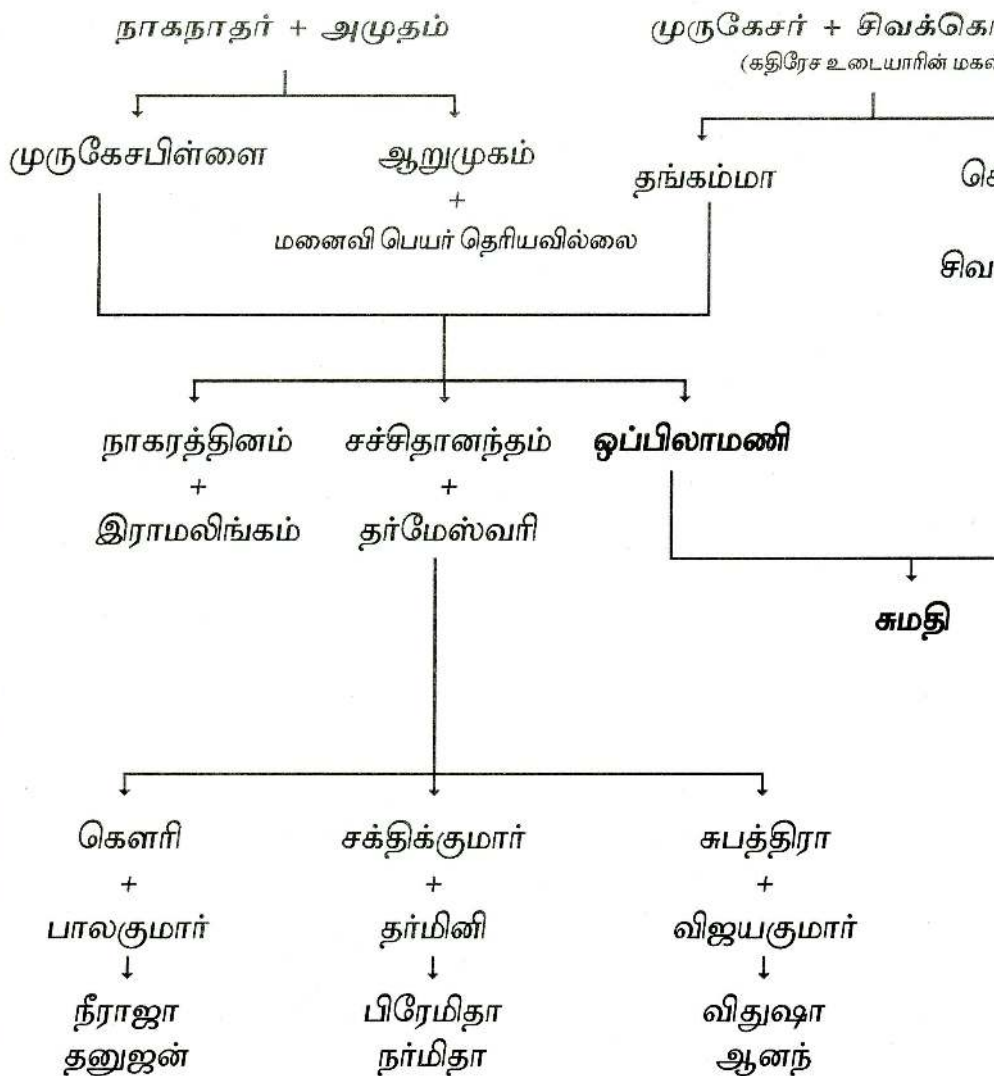 நாகநாதர் + அமுதம்
முருகேசர் + சிவக்கொ
(கதிரேச உடையாரின் மகள
முருகேசபிள்ளை
ஆறுமுகம்
+
மனைவி பெயர் தெரியவில்லை
தங்கம்மா
செ
சிவ
நாகரத்தினம்
+
இராமலிங்கம்
சச்சிதானந்தம்
+
தர்மேஸ்வரி
ஒப்பிலாமணி
சுமதி
கௌரி
+
பாலகுமார்
நீராஜா
தனுஜன்
சக்திக்குமார்
+
தர்மினி
பிரேமிதா
நர்மிதா
சுபத்திரா
+
விஜயகுமார்
விதுஷா
ஆனந்